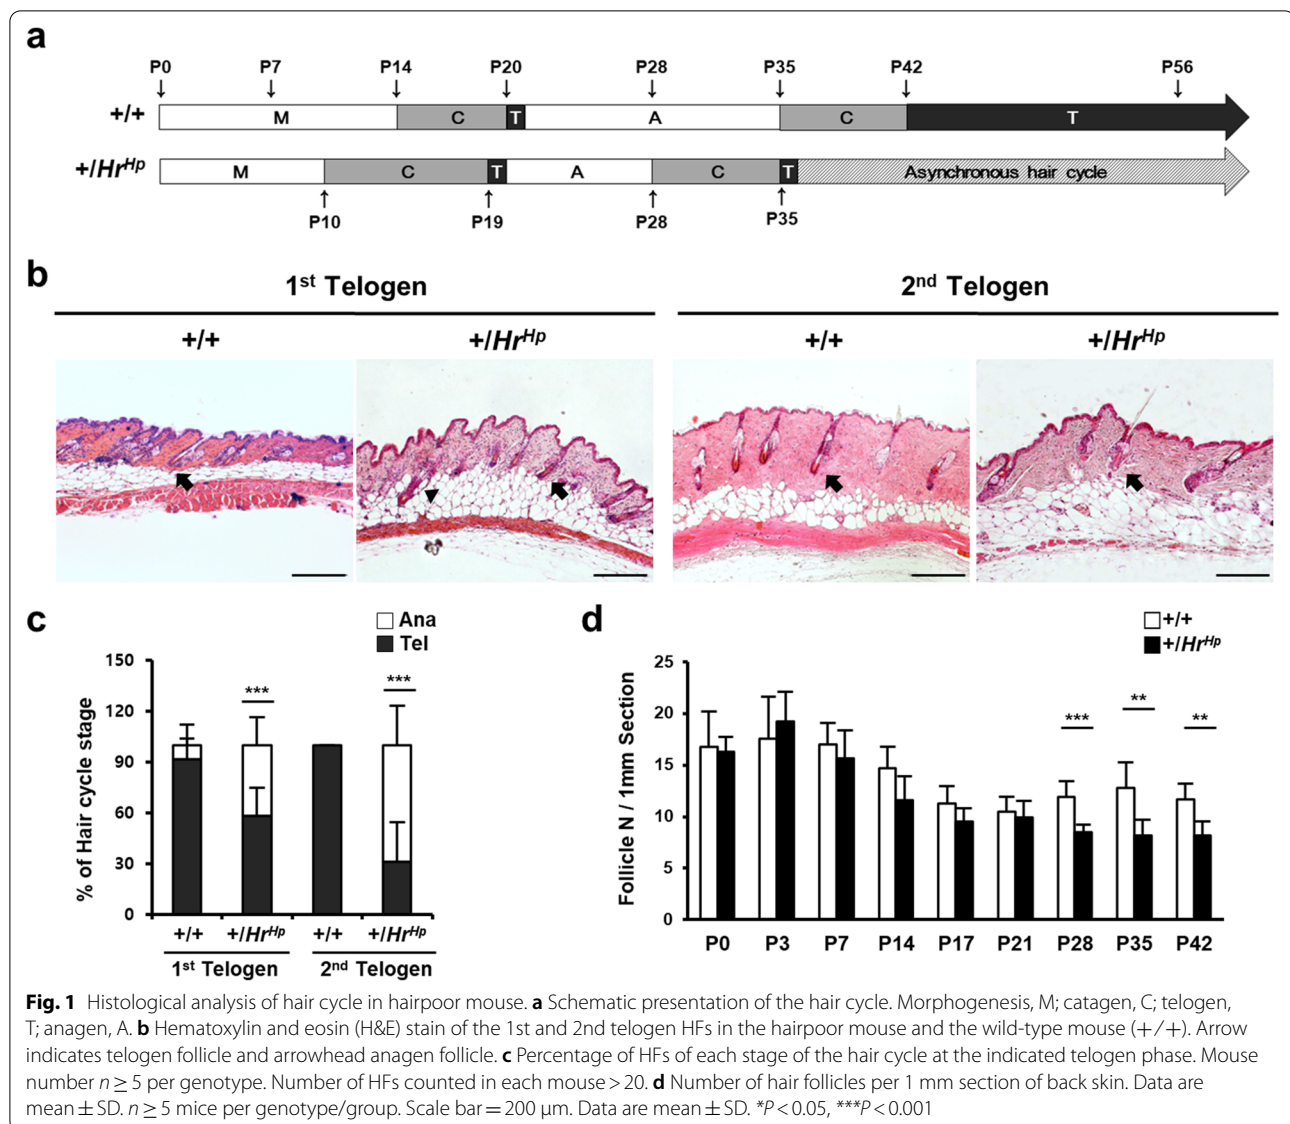 a
P0 P7 P14 P20 P28 P35 P42 P56
+/+ M C T A C T
+/Hr^Hp M C T A C T Asynchronous hair cycle
P10 P19 P28 P35
b
1st Telogen 2nd Telogen
+/+ +/Hr^Hp +/+ +/Hr^Hp
c
Ana
Tel
% of Hair cycle stage
150
120
90
60
30
0
*** ***
+/+ +/Hr^Hp +/+ +/Hr^Hp
1st Telogen 2nd Telogen
d
+/+
+/Hr^Hp
Follicle N / 1mm Section
25
20
15
10
5
0
*** ** **
P0 P3 P7 P14 P17 P21 P28 P35 P42
Fig. 1 Histological analysis of hair cycle in hairpoor mouse. a Schematic presentation of the hair cycle. Morphogenesis, M; catagen, C; telogen,
T; anagen, A. b Hematoxylin and eosin (H&E) stain of the 1st and 2nd telogen HFs in the hairpoor mouse and the wild-type mouse (+/+). Arrow
indicates telogen follicle and arrowhead anagen follicle. c Percentage of HFs of each stage of the hair cycle at the indicated telogen phase. Mouse
number n ≥ 5 per genotype. Number of HFs counted in each mouse > 20. d Number of hair follicles per 1 mm section of back skin. Data are
mean ± SD. n ≥ 5 mice per genotype/group. Scale bar = 200 μm. Data are mean ± SD. *P < 0.05, ***P < 0.001